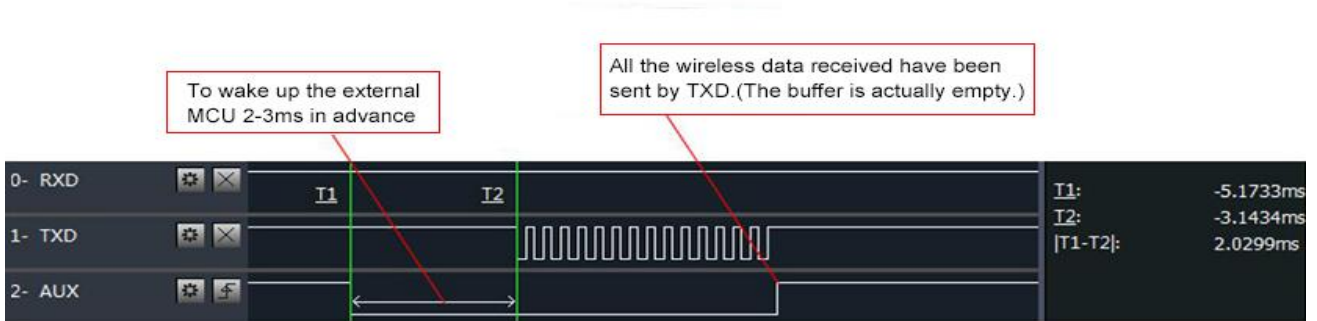 To wake up the external
MCU 2-3ms in advance
All the wireless data received have been
sent by TXD.(The buffer is actually empty.)
0- RXD
T1
T2
1- TXD
2- AUX
T1: -5.1733ms
T2: -3.1434ms
|T1-T2|: 2.0299ms